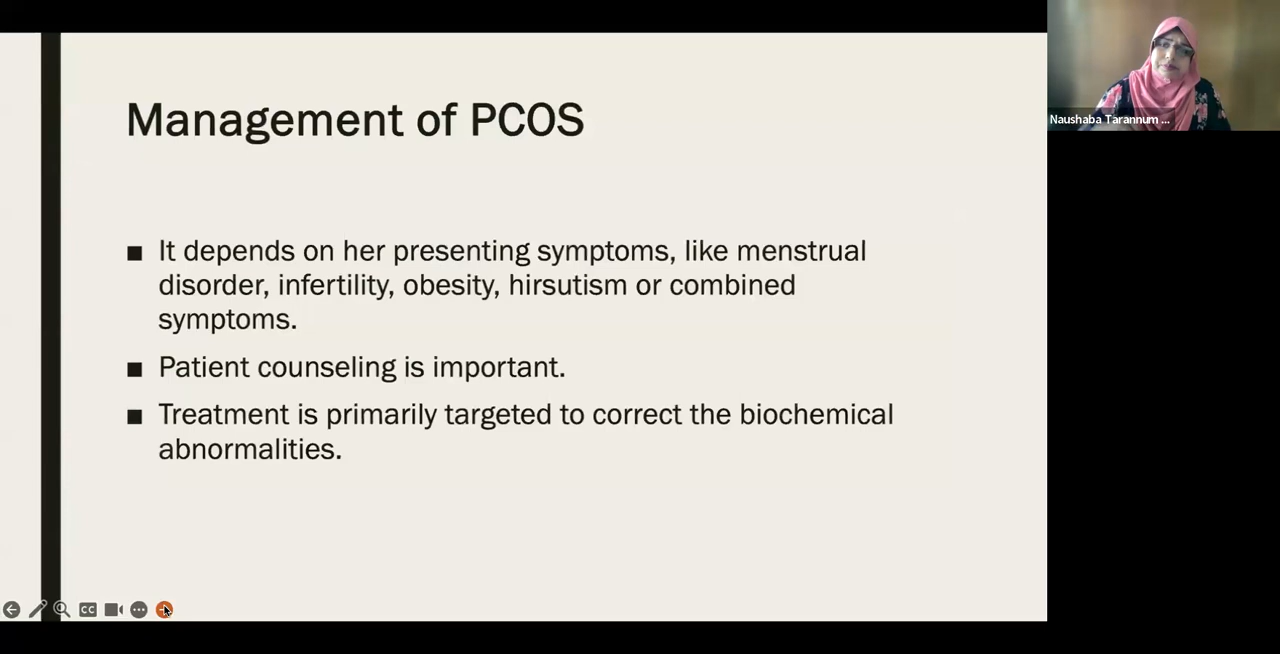 Management of PCOS
■ It depends on her presenting symptoms, like menstrual
disorder, infertility, obesity, hirsutism or combined
symptoms.
■ Patient counseling is important.
■ Treatment is primarily targeted to correct the biochemical
abnormalities.
Naushaba Tarannum ...
CC